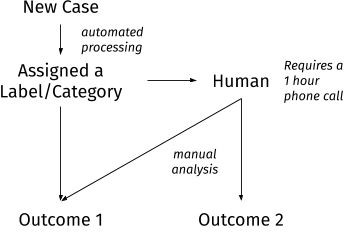 New Case
automated
processing
Assigned a
Label/Category
Human
Requires a
1 hour
phone call
manual
analysis
Outcome 1
Outcome 2